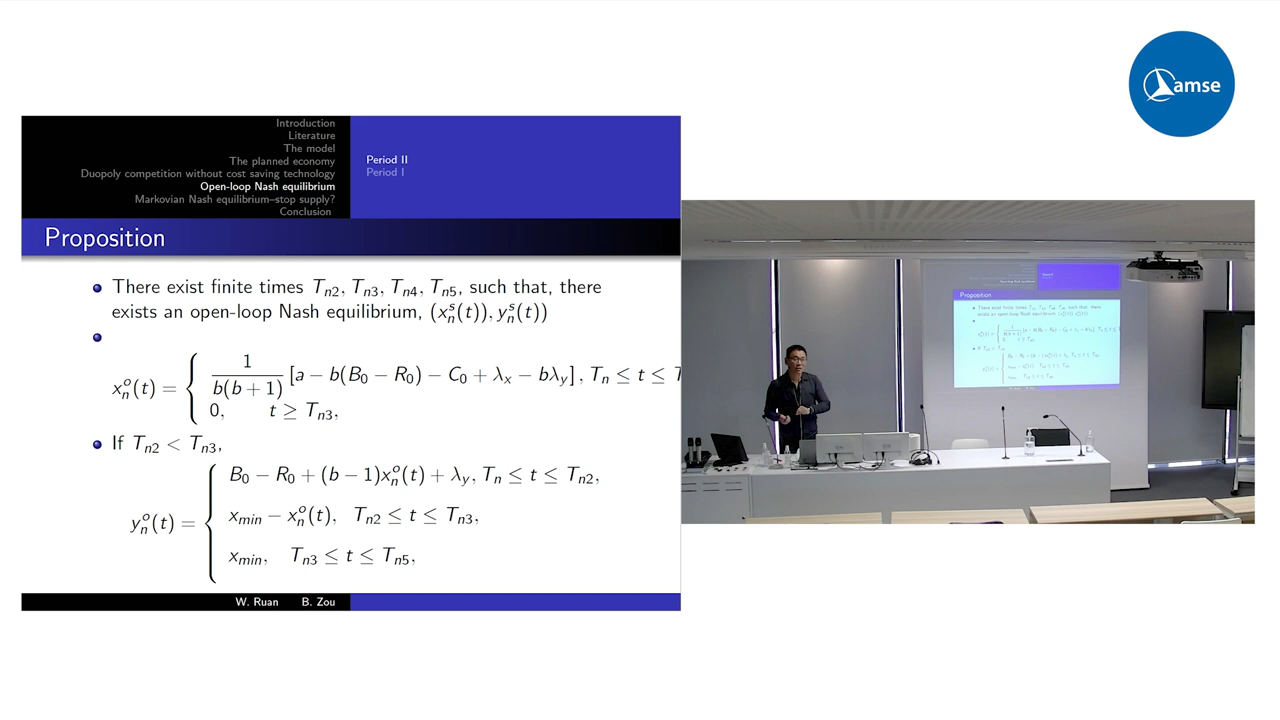 amse
Introduction
Literature
The model
The planned economy
Duopoly competition without cost saving technology
Open-loop Nash equilibrium
Markovian Nash equilibrium–stop supply?
Conclusion
Period II
Period I
Proposition
There exist finite times T_{n2}, T_{n3}, T_{n4}, T_{n5}, such that, there
exists an open-loop Nash equilibrium, (x_n^s(t)), y_n^s(t))
x_n^o(t) = { 1/(b(b + 1)) [a − b(B_0 − R_0) − C_0 + λ_x − bλ_y] , T_n ≤ t ≤ T
0, t ≥ T_{n3},
If T_{n2} < T_{n3},
y_n^o(t) = { B_0 − R_0 + (b − 1)x_n^o(t) + λ_y, T_n ≤ t ≤ T_{n2},
x_{min} − x_n^o(t), T_{n2} ≤ t ≤ T_{n3},
x_{min}, T_{n3} ≤ t ≤ T_{n5},
W. Ruan B. Zou
Proposition